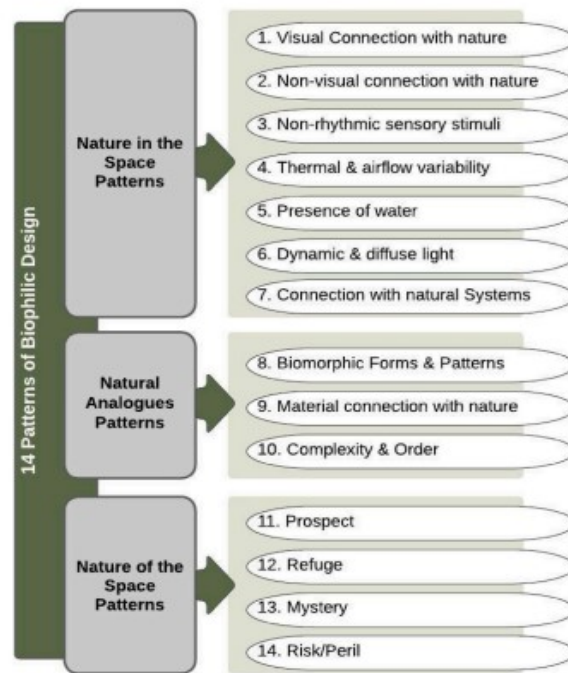 14 Patterns of Biophilic Design
Nature in the
Space
Patterns
1. Visual Connection with nature
2. Non-visual connection with nature
3. Non-rhythmic sensory stimuli
4. Thermal & airflow variability
5. Presence of water
6. Dynamic & diffuse light
7. Connection with natural Systems
Natural
Analogues
Patterns
8. Biomorphic Forms & Patterns
9. Material connection with nature
10. Complexity & Order
Nature of the
Space
Patterns
11. Prospect
12. Refuge
13. Mystery
14. Risk/Peril